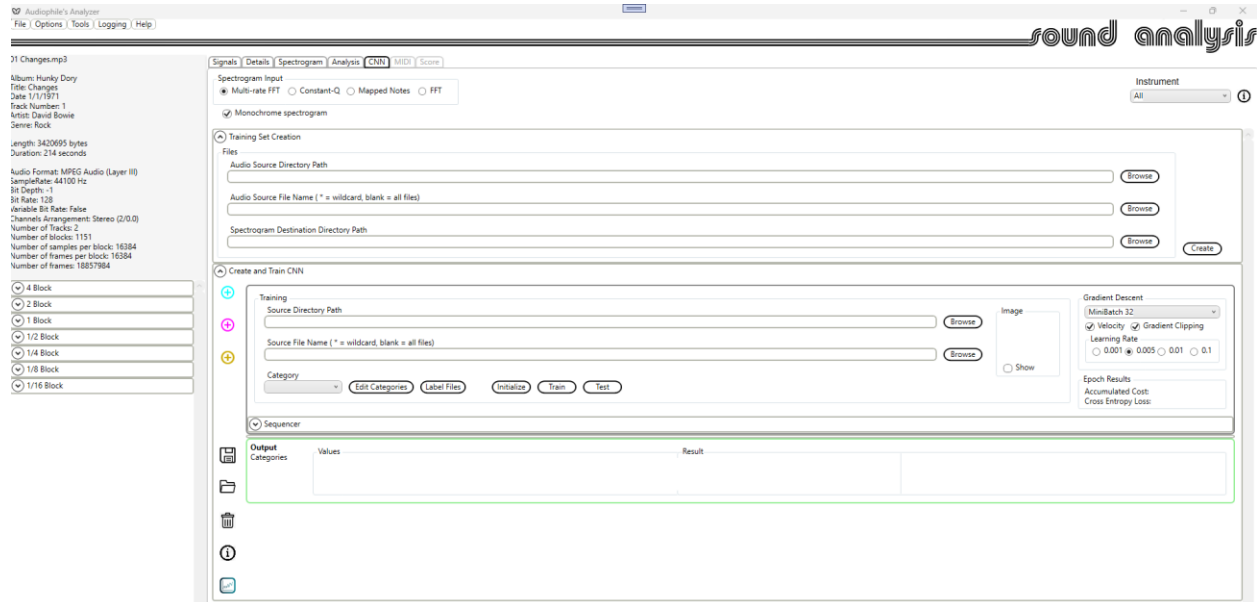 Audiophile's Analyzer
File Options Tools Logging Help
sound analysis
01 Changes.mp3
Album: Hunky Dory
Title: Changes
Date 1/1/1971
Track Number: 1
Artist: David Bowie
Genre: Rock
Length: 3420695 bytes
Duration: 214 seconds
Audio Format: MPEG Audio (Layer III)
SampleRate: 44100 Hz
Bit Depth: -1
Bit Rate: 128
Variable Bit Rate: False
Channels Arrangement: Stereo (2/0.0)
Number of Tracks: 2
Number of blocks: 1151
Number of samples per block: 16384
Number of frames per block: 16384
Number of frames: 18857984
4 Block
2 Block
1 Block
1/2 Block
1/4 Block
1/8 Block
1/16 Block
Signals Details Spectrogram Analysis CNN MIDI Score
Spectrogram Input
Multi-rate FFT Constant-Q Mapped Notes FFT
Monochrome spectrogram
Instrument
All
Training Set Creation
Files
Audio Source Directory Path
Browse
Audio Source File Name ( * = wildcard, blank = all files)
Browse
Spectrogram Destination Directory Path
Browse
Create
Create and Train CNN
Training
Source Directory Path
Browse
Source File Name ( * = wildcard, blank = all files)
Browse
Category
Edit Categories Label Files Initialize Train Test
Image
Show
Gradient Descent
MiniBatch 32
Velocity Gradient Clipping
Learning Rate
0.001 0.005 0.01 0.1
Epoch Results
Accumulated Cost:
Cross Entropy Loss:
Sequencer
Output
Categories
Values
Result